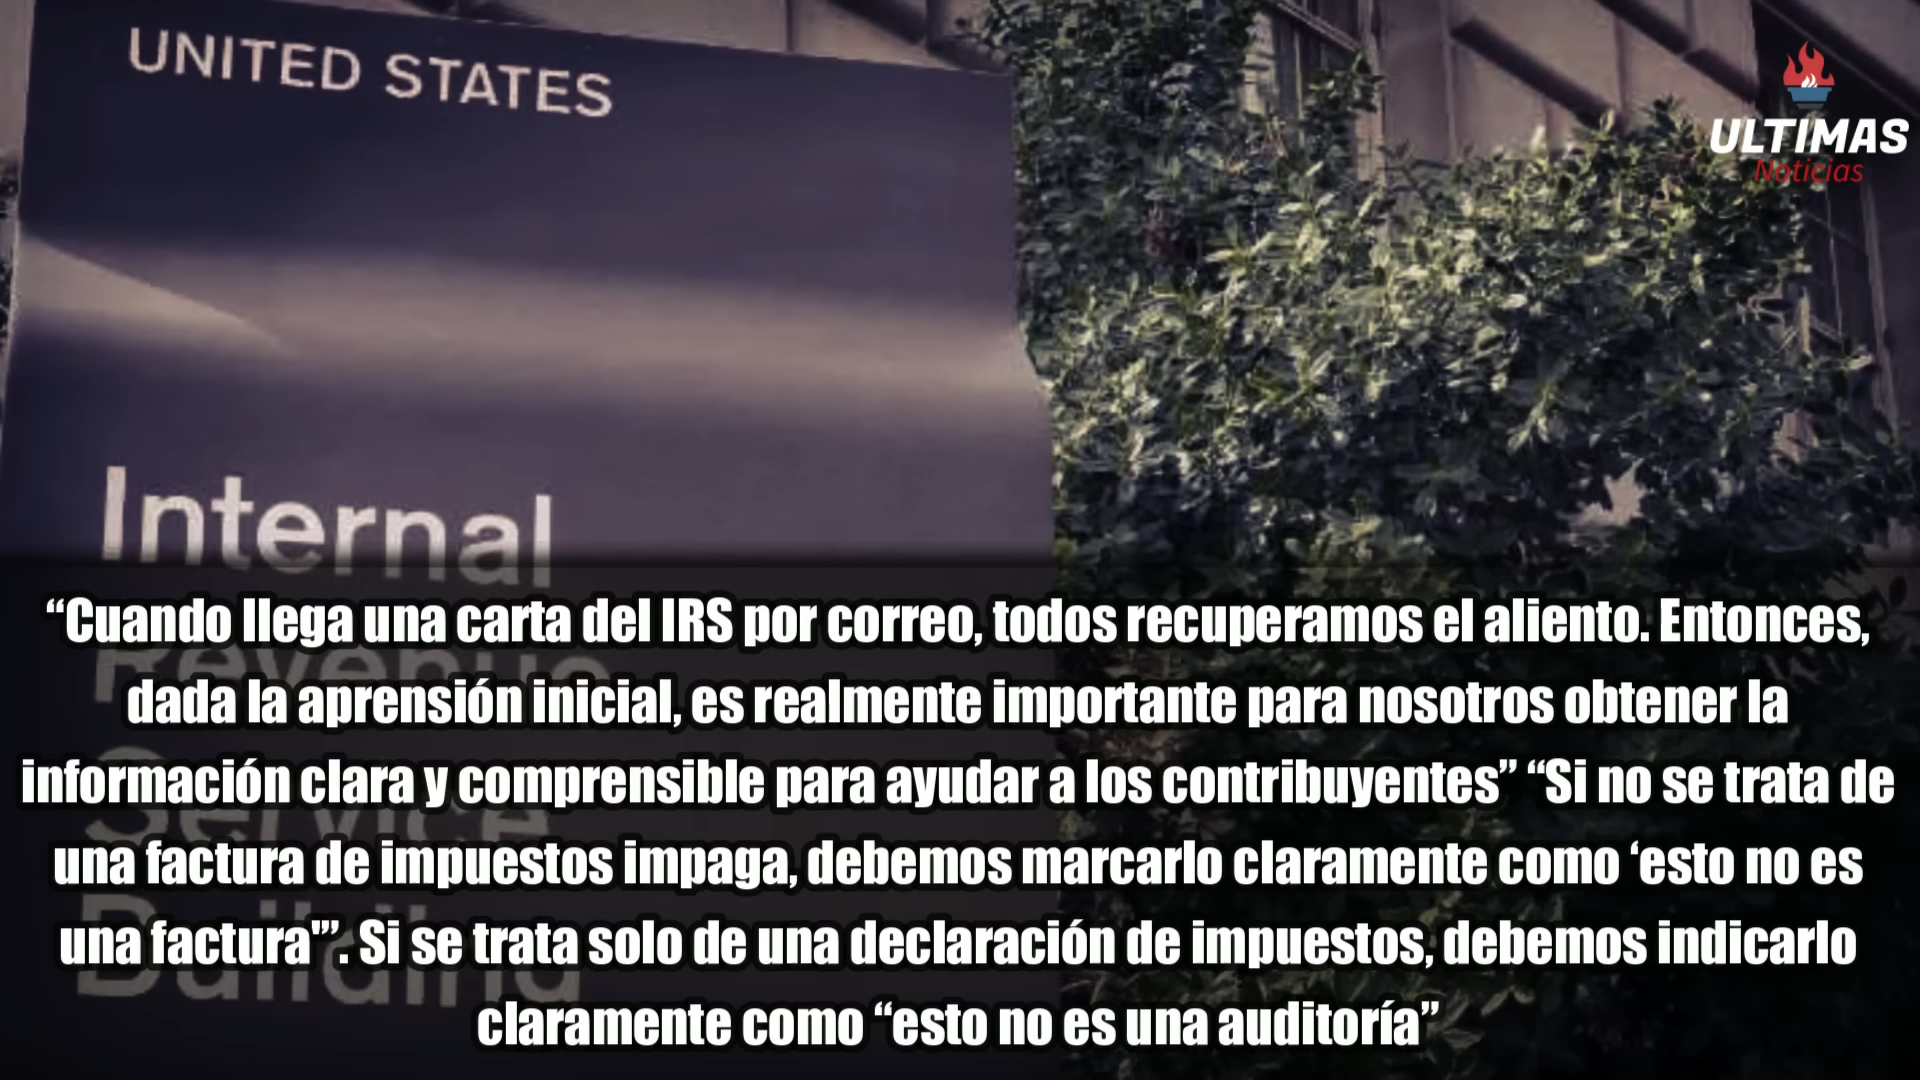 UNITED STATES
ULTIMAS
Noticias
Internal
Revenue
Service
Building
“Cuando llega una carta del IRS por correo, todos recuperamos el aliento. Entonces,
dada la aprensión inicial, es realmente importante para nosotros obtener la
información clara y comprensible para ayudar a los contribuyentes” “Si no se trata de
una factura de impuestos impaga, debemos marcarlo claramente como ‘esto no es
una factura'”. Si se trata solo de una declaración de impuestos, debemos indicarlo
claramente como “esto no es una auditoría”